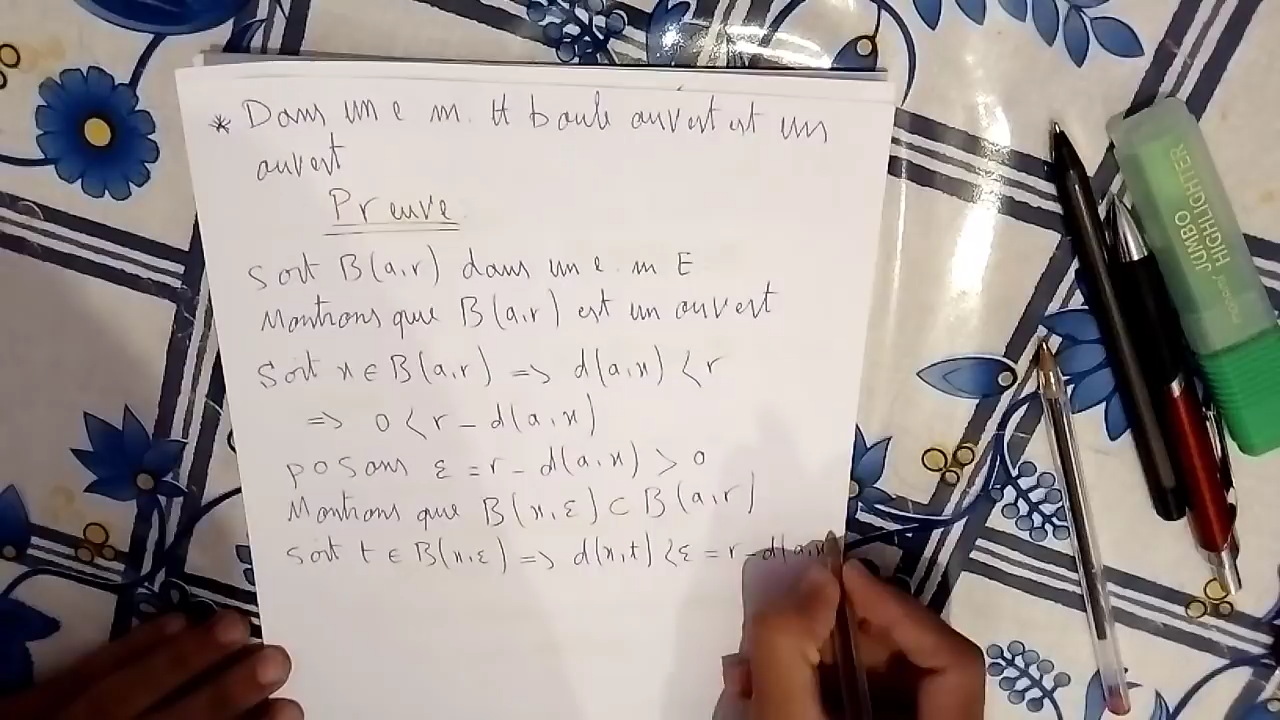 * Dans un e m. ∀ boule ouvert est un
ouvert
Preuve
Soit B(a,r) dans un e.m E
Montrons que B(a,r) est un ouvert
Soit x ∈ B(a,r) => d(a,x) < r
=> 0 < r - d(a,x)
posons ε = r - d(a,x) > 0
Montrons que B(x,ε) ⊂ B(a,r)
Soit t ∈ B(x,ε) => d(x,t) < ε = r - d(a,x
JUMBO
HIGHLIGHTER